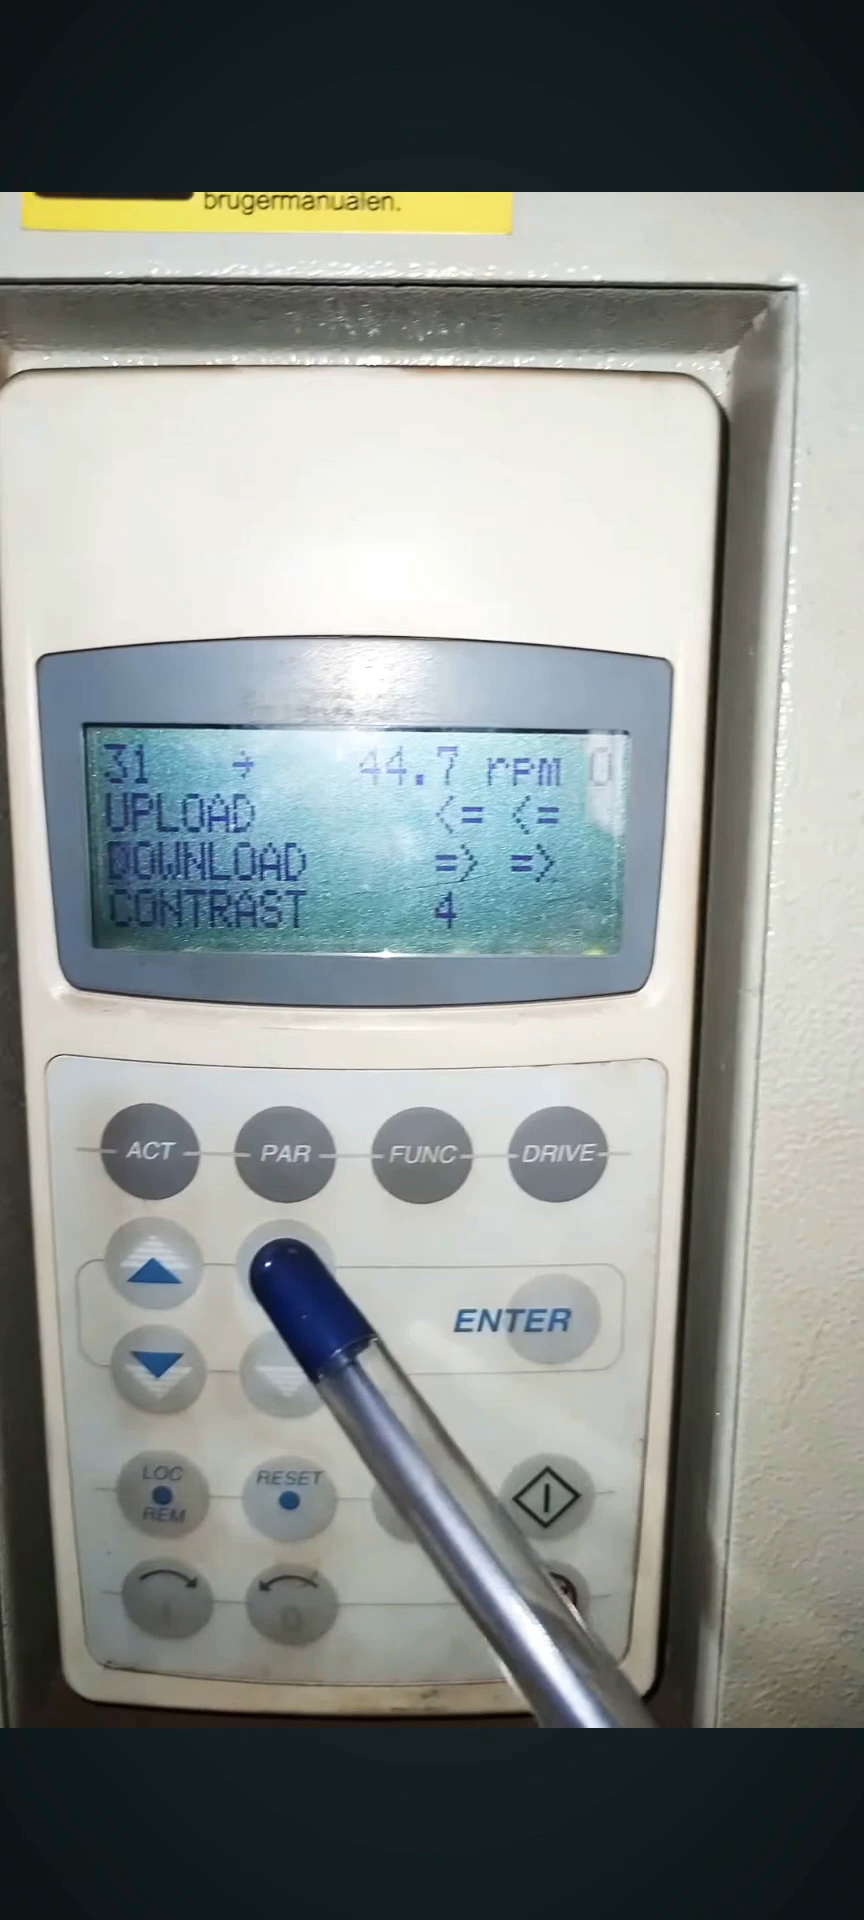 brugermanualen.
31 → 44.7 rpm O
UPLOAD <= <=
DOWNLOAD => =>
CONTRAST 4
ACT PAR FUNC DRIVE
ENTER
LOC
REM
RESET
I
0